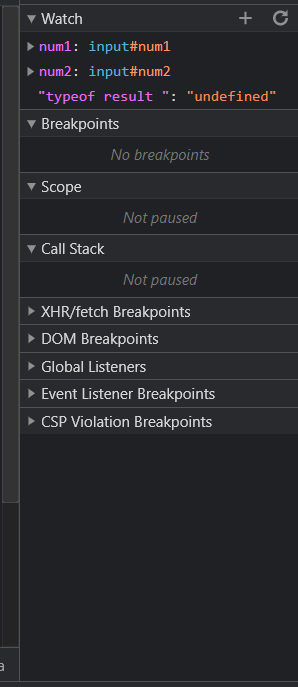 Watch
num1: input#num1
num2: input#num2
"typeof result ": "undefined"
Breakpoints
No breakpoints
Scope
Not paused
Call Stack
Not paused
XHR/fetch Breakpoints
DOM Breakpoints
Global Listeners
Event Listener Breakpoints
CSP Violation Breakpoints
a